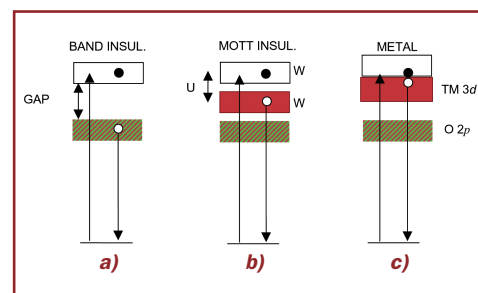 BAND INSUL. MOTT INSUL. METAL
W
U
GAP W TM 3d
O 2p
a) b) c)